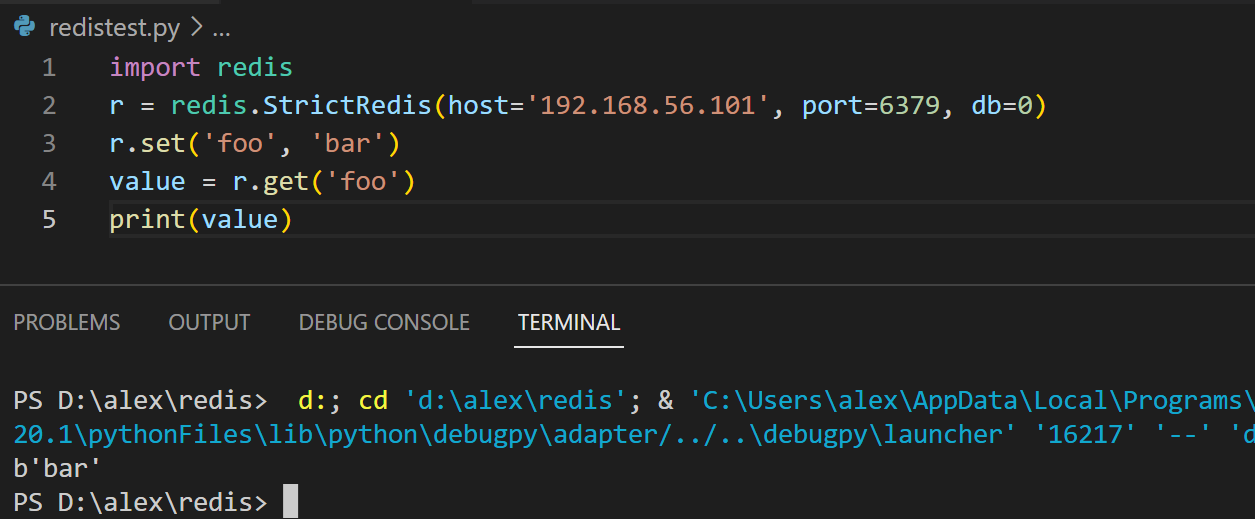 redistest.py > ...
1 import redis
2 r = redis.StrictRedis(host='192.168.56.101', port=6379, db=0)
3 r.set('foo', 'bar')
4 value = r.get('foo')
5 print(value)
PROBLEMS OUTPUT DEBUG CONSOLE TERMINAL
PS D:\alex\redis>  d:; cd 'd:\alex\redis'; & 'C:\Users\alex\AppData\Local\Programs\
20.1\pythonFiles\lib\python\debugpy\adapter/../..\debugpy\launcher' '16217' '--' 'd
b'bar'
PS D:\alex\redis>